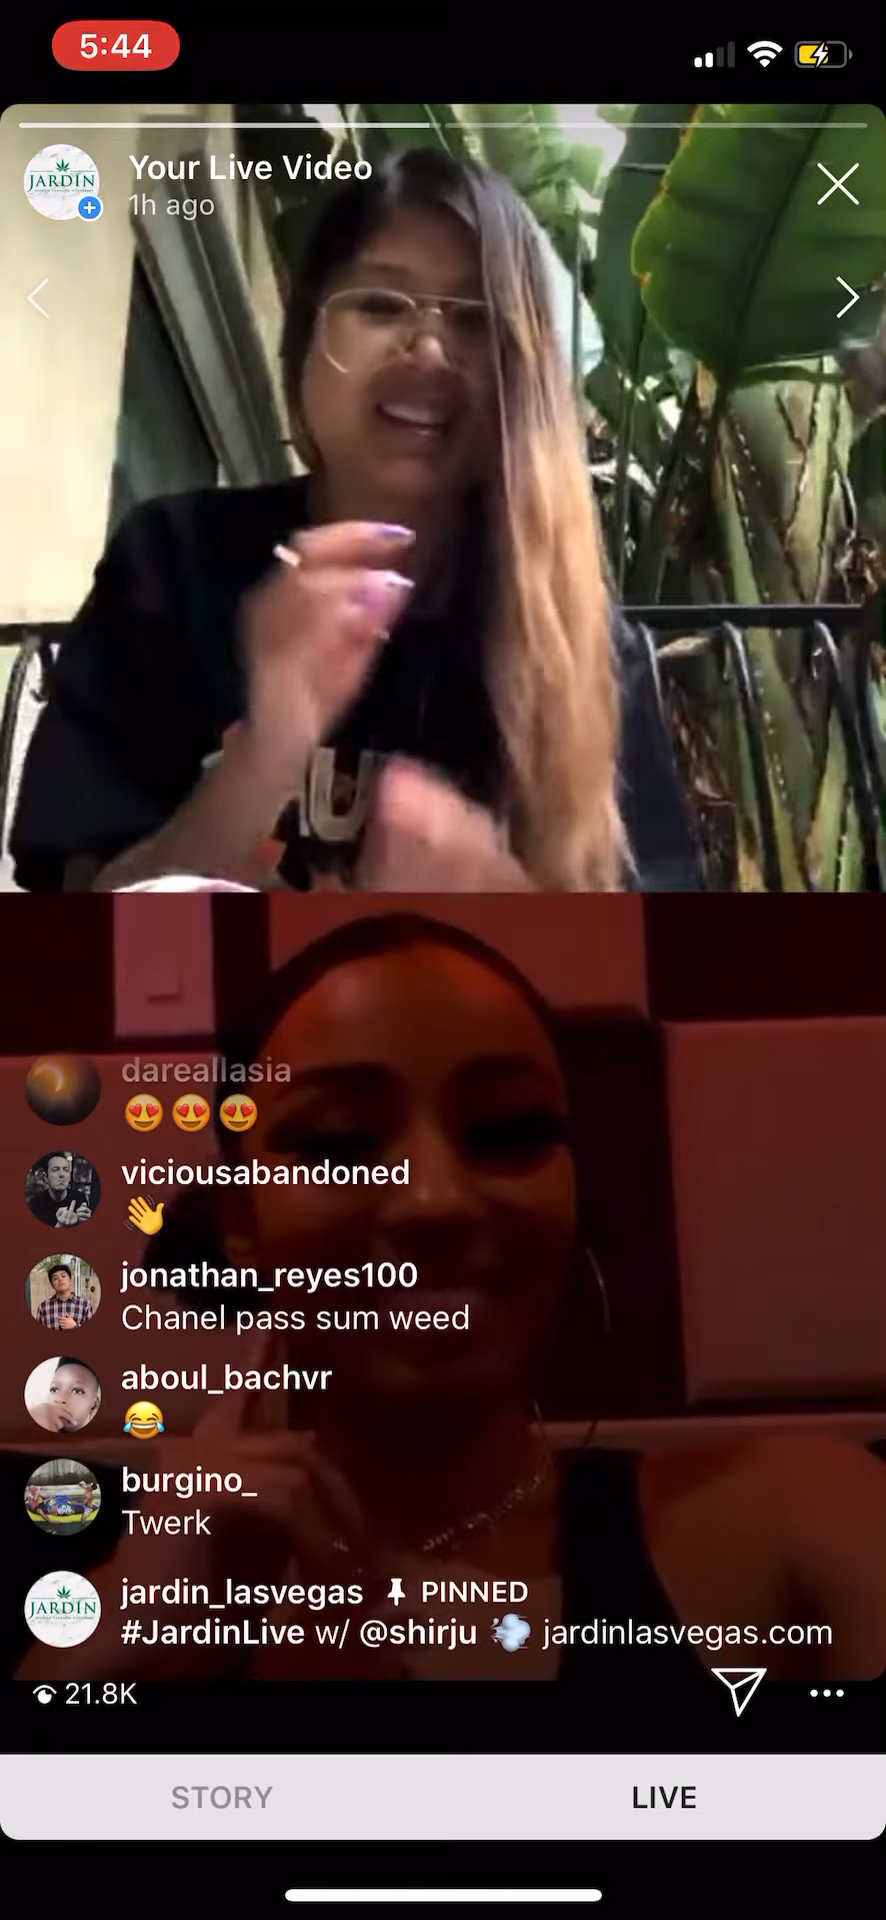 5:44
JARDIN
Your Live Video
1h ago
dareallasia
😍😍😍
viciousabandoned
👋
jonathan_reyes100
Chanel pass sum weed
aboul_bachvr
😂
burgino_
Twerk
JARDIN
jardin_lasvegas PINNED
#JardinLive w/ @shirju 💨 jardinlasvegas.com
21.8K
STORY
LIVE